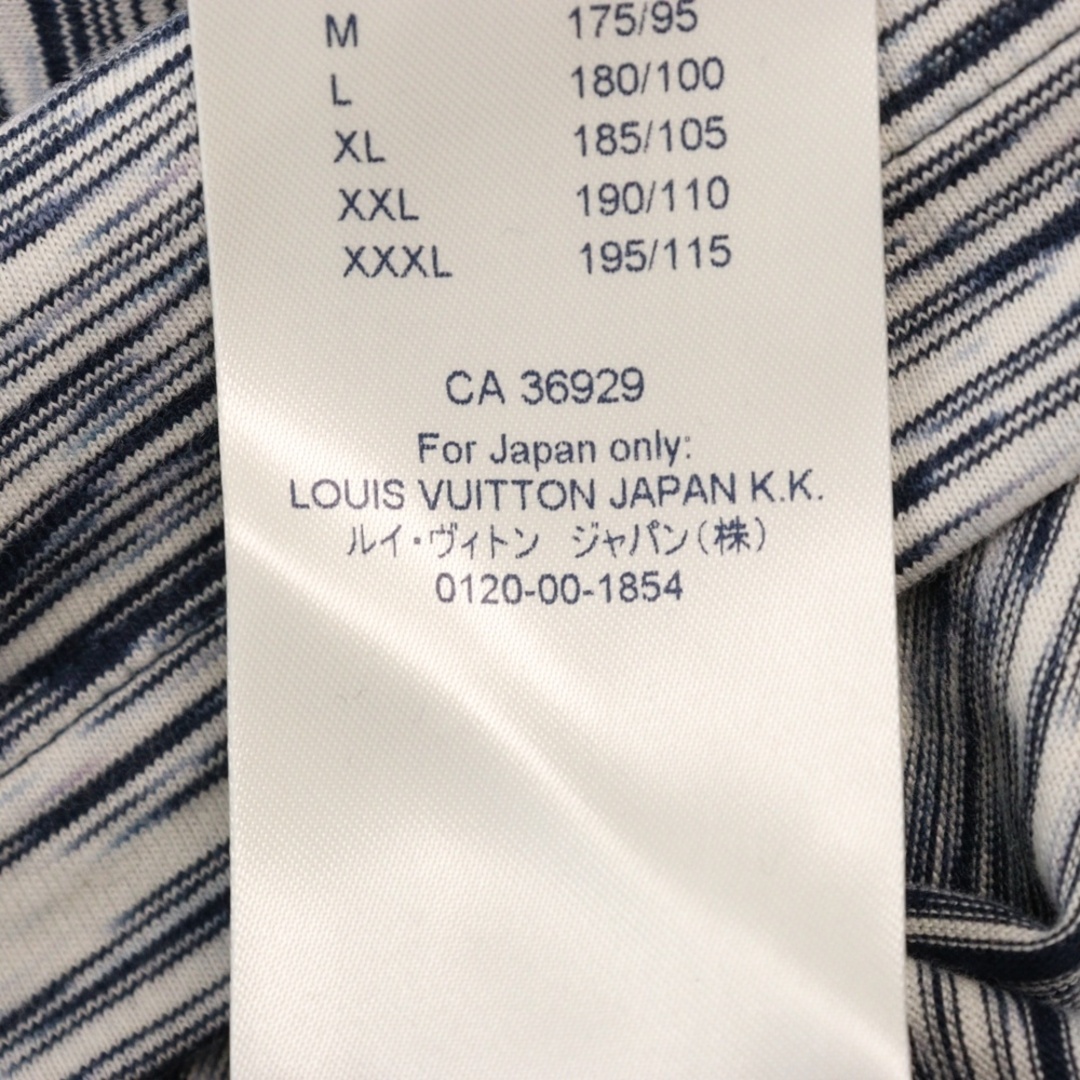 M 175/95
L 180/100
XL 185/105
XXL 190/110
XXXL 195/115
CA 36929
For Japan only:
LOUIS VUITTON JAPAN K.K.
ルイ・ヴィトン　ジャパン(株)
0120-00-1854